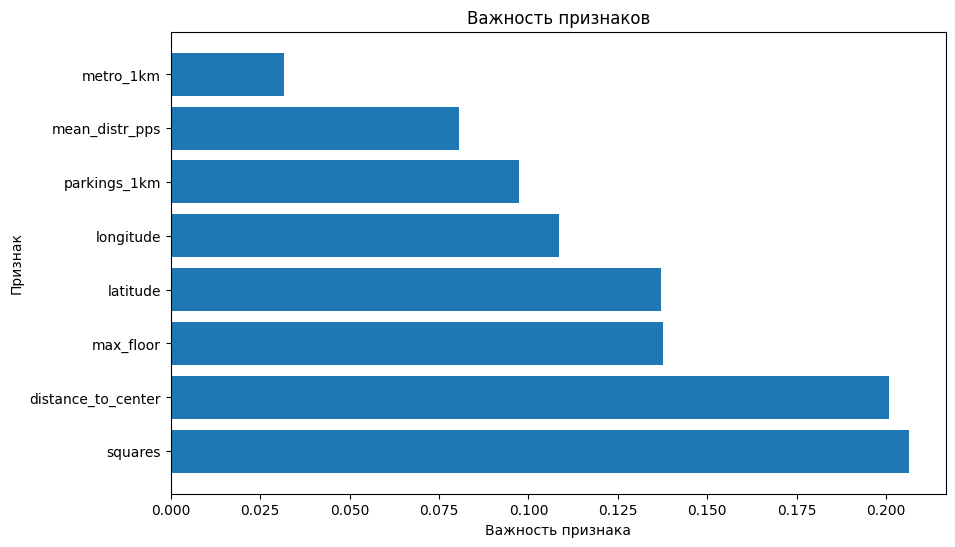 Важность признаков
metro_1km
mean_distr_pps
parkings_1km
longitude
latitude
max_floor
distance_to_center
squares
Признак
0.000 0.025 0.050 0.075 0.100 0.125 0.150 0.175 0.200
Важность признака